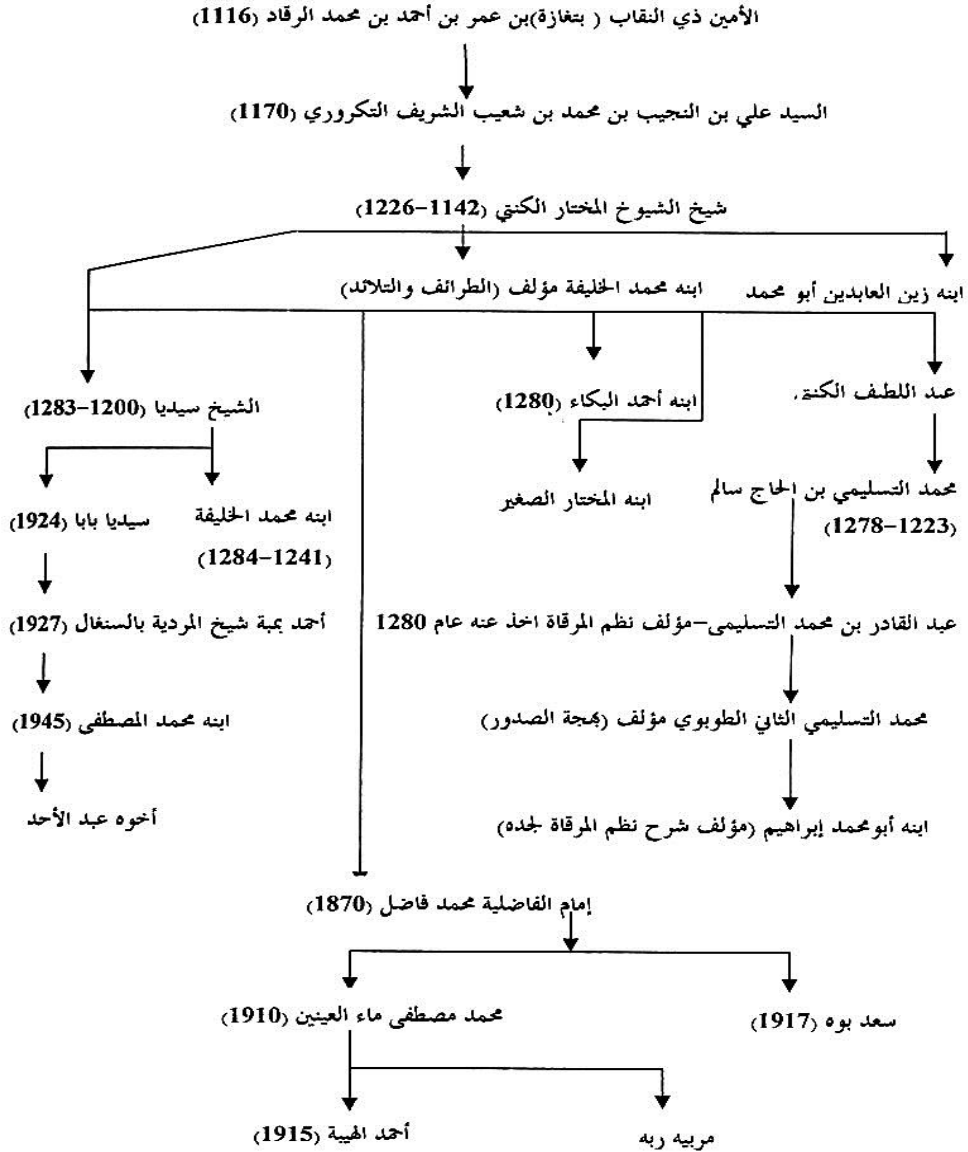 الأمين ذي النقاب ( بتغازة)بن عمر بن أحمد بن محمد الرقاد (1116)
السيد علي بن النجيب بن محمد بن شعيب الشريف التكروري (1170)
شيخ الشيوخ المختار الكنتي (1142–1226)
ابنه زين العابدين أبو محمد
ابنه محمد الخليفة مؤلف (الطرائف والتلائد)
عبد اللطيف الكنتي
ابنه أحمد البكاء (1280)
الشيخ سيديا (1200–1283)
محمد التسليمي بن الحاج سالم
(1223–1278)
ابنه المختار الصغير
ابنه محمد الخليفة
(1241–1284)
سيديا بابا (1924)
عبد القادر بن محمد التسليمى–مؤلف نظم المرقاة اخذ عنه عام 1280
أحمد بمبة شيخ المردية بالسنغال (1927)
محمد التسليمي الثاني الطوبوي مؤلف (بهجة الصدور)
ابنه محمد المصطفى (1945)
ابنه أبومحمد إبراهيم (مؤلف شرح نظم المرقاة لجده)
أخوه عبد الأحد
إمام الفاضلية محمد فاضل (1870)
سعد بوه (1917)
محمد مصطفى ماء العينين (1910)
مربيه ربه
أحمد الهيبة (1915)